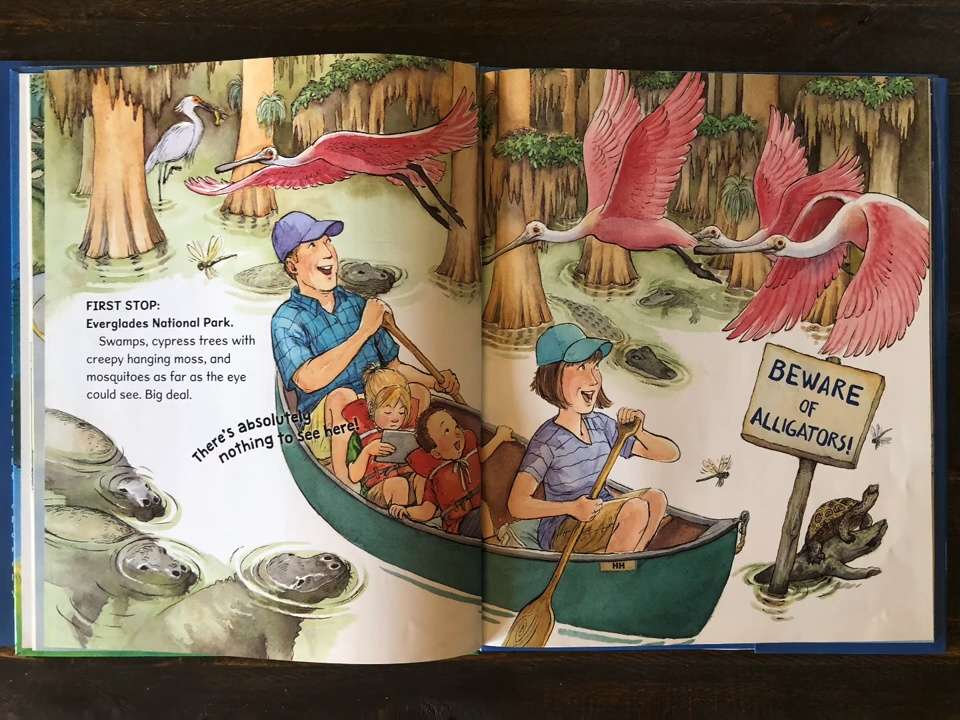 FIRST STOP:
Everglades National Park.
Swamps, cypress trees with
creepy hanging moss, and
mosquitoes as far as the eye
could see. Big deal.
There's absolutely
nothing to see here!
HH
BEWARE
OF
ALLIGATORS!